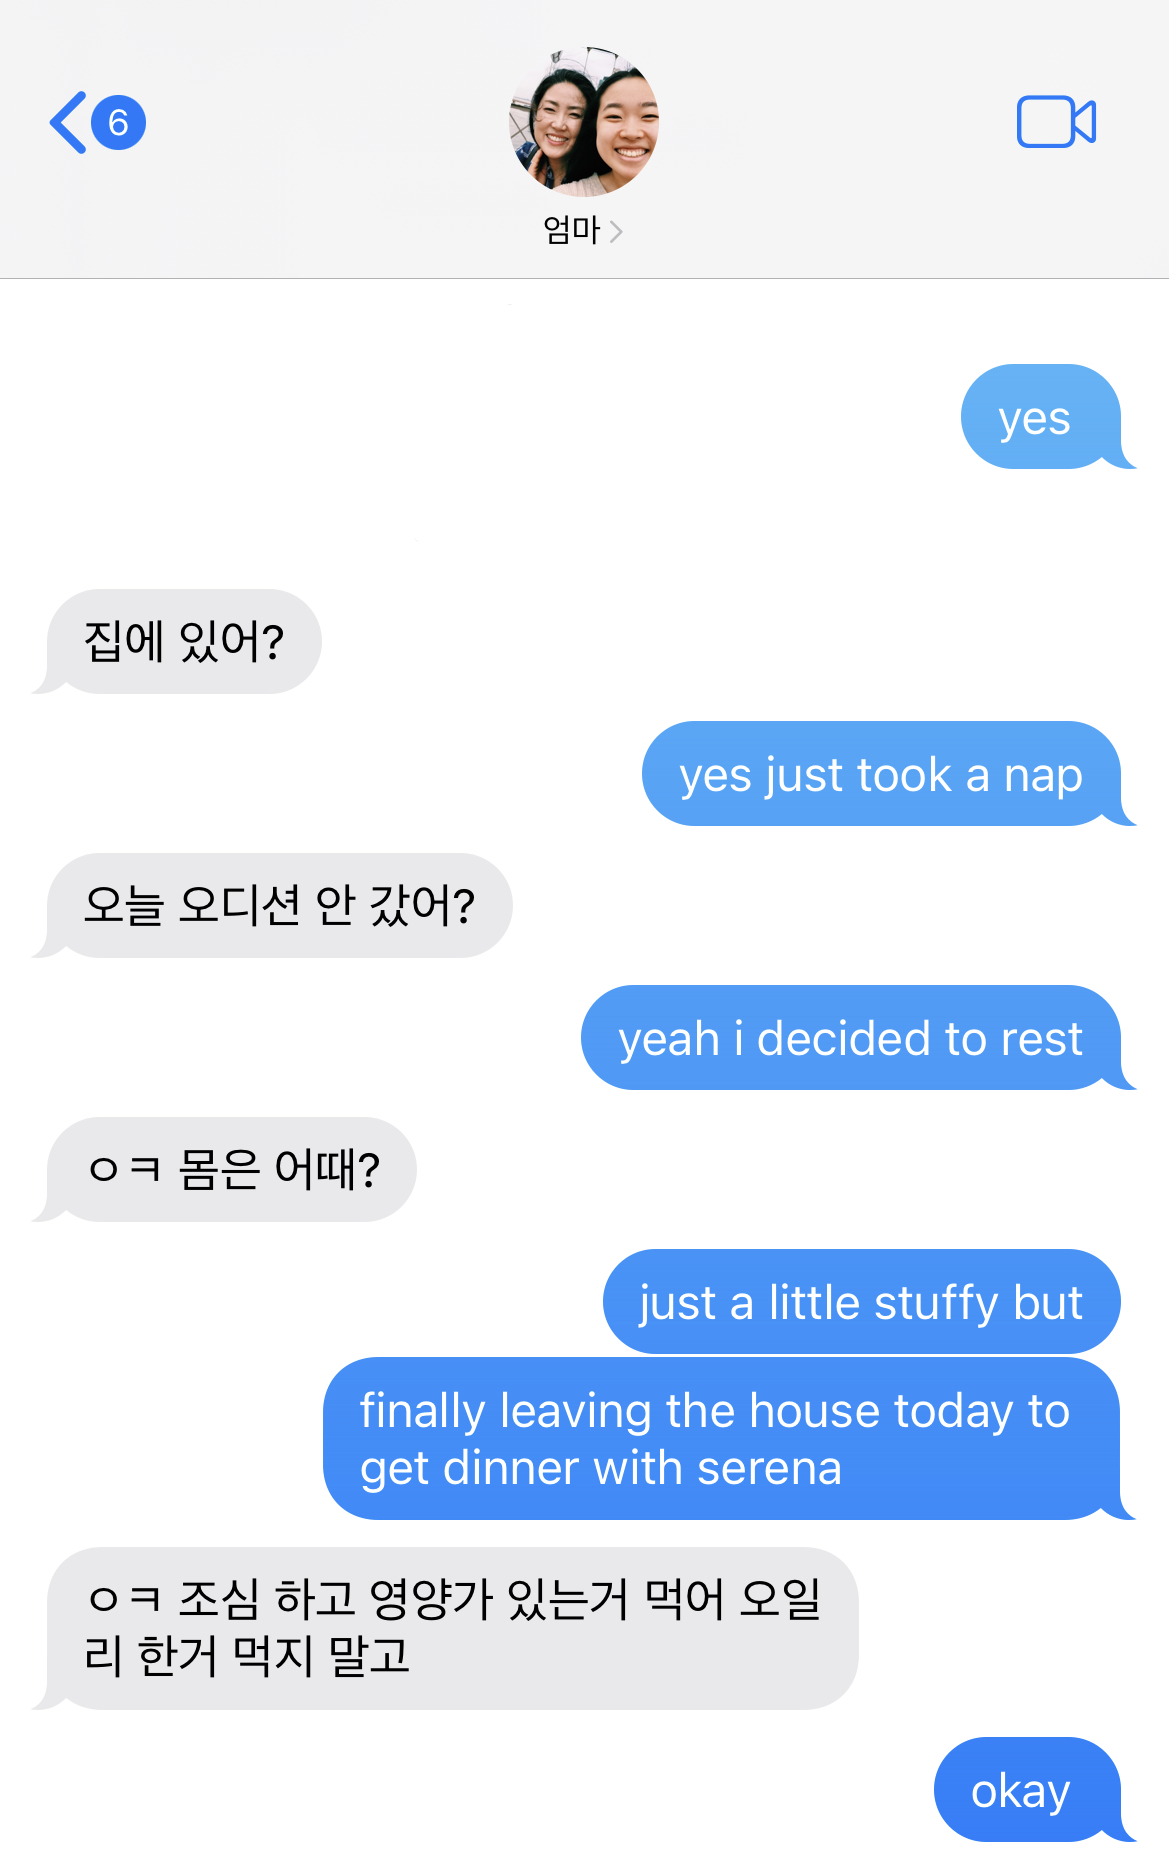 6
엄마
yes
집에 있어?
yes just took a nap
오늘 오디션 안 갔어?
yeah i decided to rest
ㅇㅋ 몸은 어때?
just a little stuffy but
finally leaving the house today to
get dinner with serena
ㅇㅋ 조심 하고 영양가 있는거 먹어 오일
리 한거 먹지 말고
okay